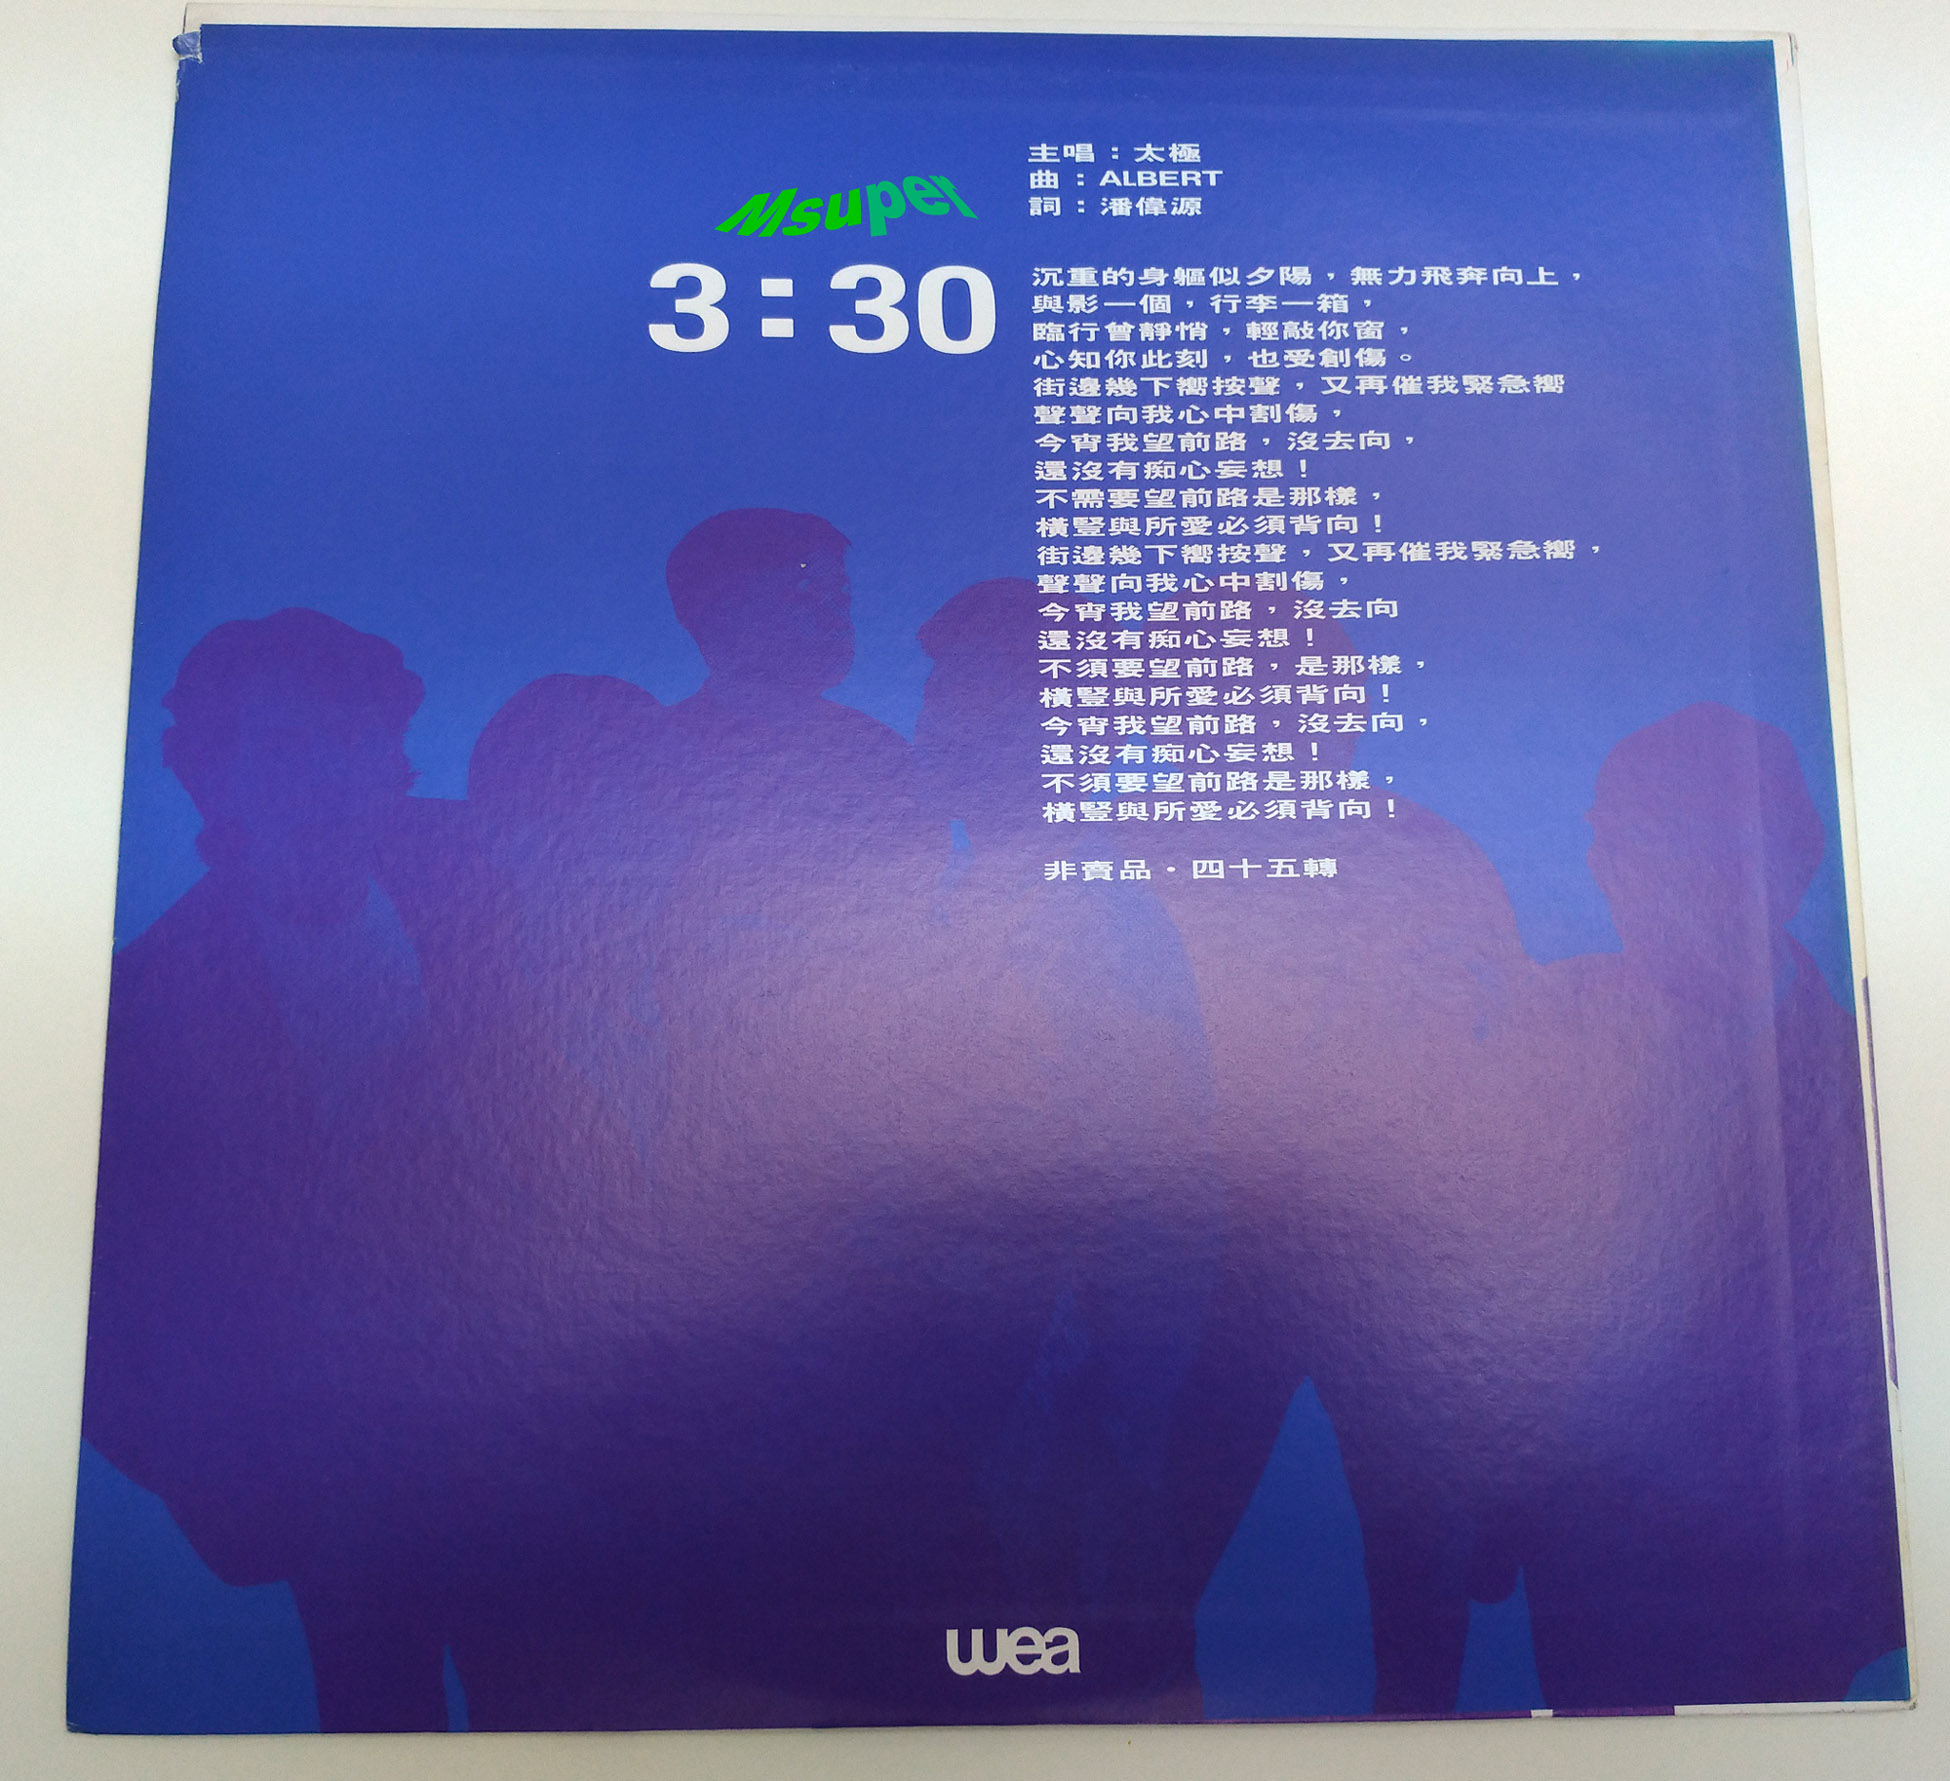 主唱：太極
曲：ALBERT
詞：潘偉源
Msuper
3：30
沉重的身軀似夕陽，無力飛奔向上，
與影一個，行李一箱，
臨行曾靜悄，輕敲你窗，
心知你此刻，也受創傷。
街邊幾下嚮按聲，又再催我緊急嚮
聲聲向我心中割傷，
今宵我望前路，沒去向，
還沒有痴心妄想！
不需要望前路是那樣，
橫豎與所愛必須背向！
街邊幾下嚮按聲，又再催我緊急嚮，
聲聲向我心中割傷，
今宵我望前路，沒去向
還沒有痴心妄想！
不須要望前路，是那樣，
橫豎與所愛必須背向！
今宵我望前路，沒去向，
還沒有痴心妄想！
不須要望前路是那樣，
橫豎與所愛必須背向！
非賣品・四十五轉
wea